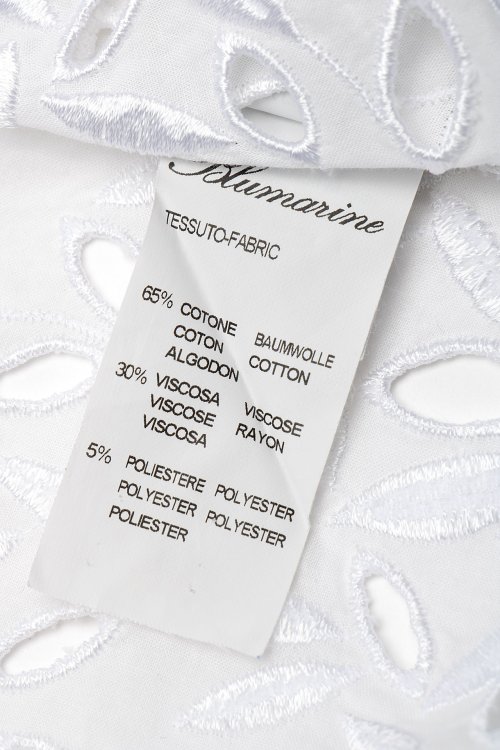 Blumarine
TESSUTO-FABRIC
65% COTONE BAUMWOLLE
COTON COTTON
ALGODON
30% VISCOSA VISCOSE
VISCOSE RAYON
VISCOSA
5% POLIESTERE POLYESTER
POLYESTER POLYESTER
POLIESTER